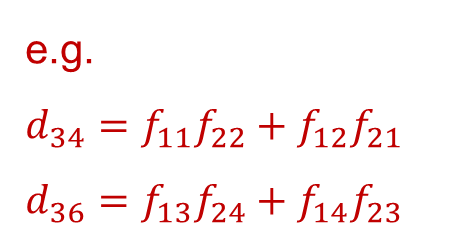 e.g.
d₃₄ = f₁₁f₂₂ + f₁₂f₂₁
d₃₆ = f₁₃f₂₄ + f₁₄f₂₃